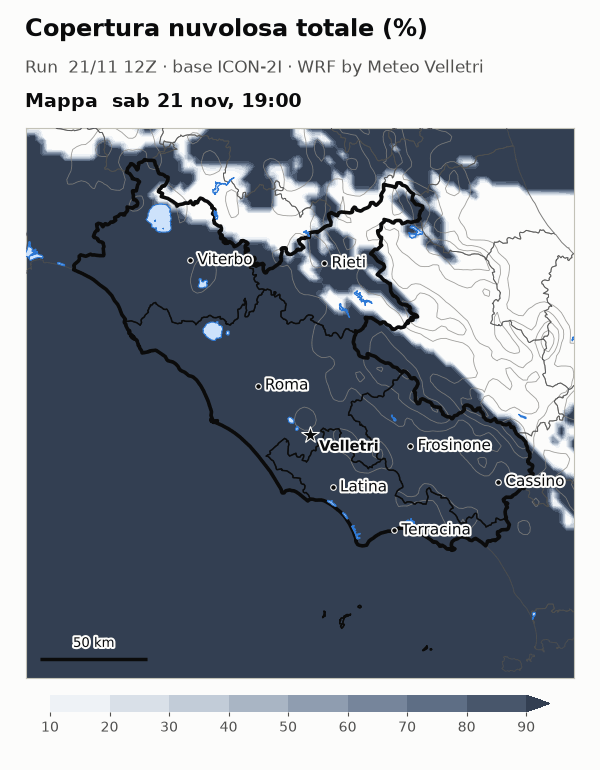 Copertura nuvolosa totale (%)
Run  21/11 12Z · base ICON-2I · WRF by Meteo Velletri
Mappa  sab 21 nov, 19:00
Viterbo
Rieti
Roma
Velletri
Frosinone
Cassino
Latina
Terracina
50 km
10 20 30 40 50 60 70 80 90